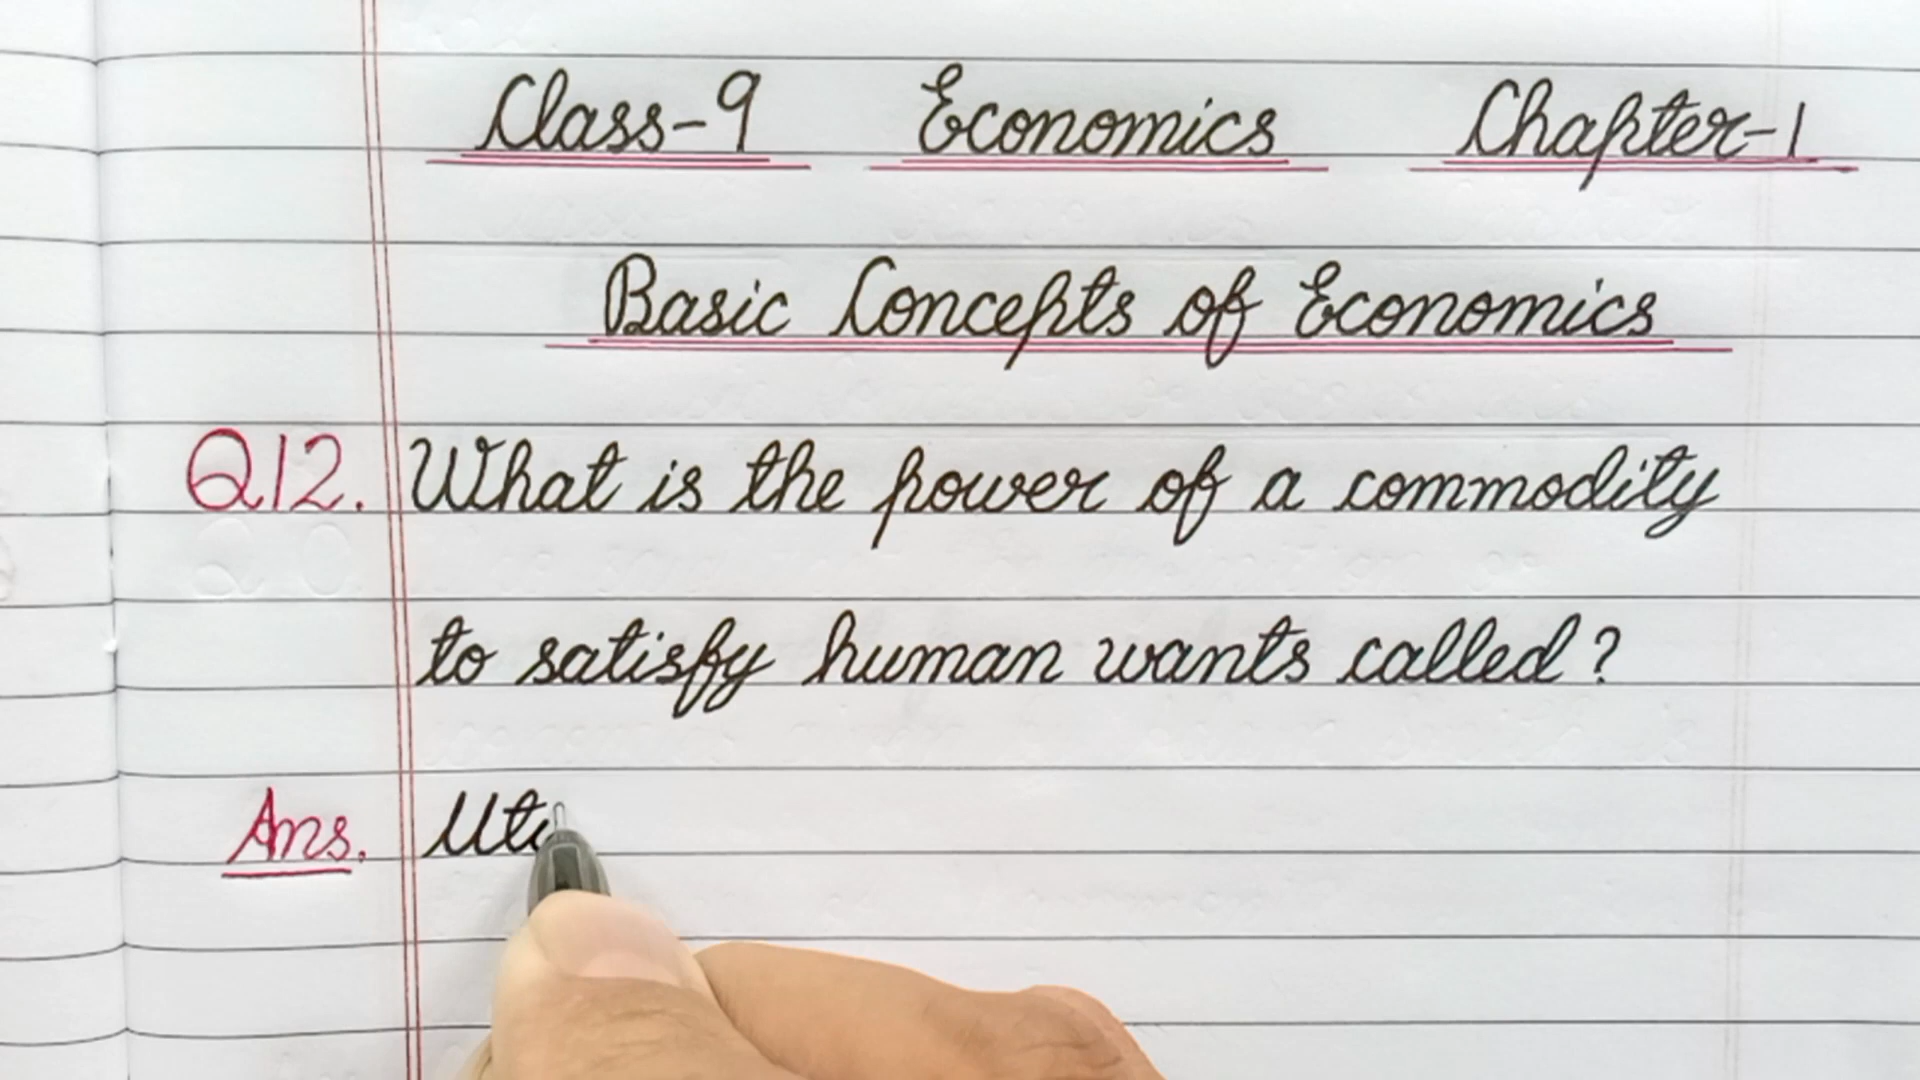 Class-9 Economics Chapter-1
Basic Concepts of Economics
Q12. What is the power of a commodity
to satisfy human wants called?
Ans. Uti